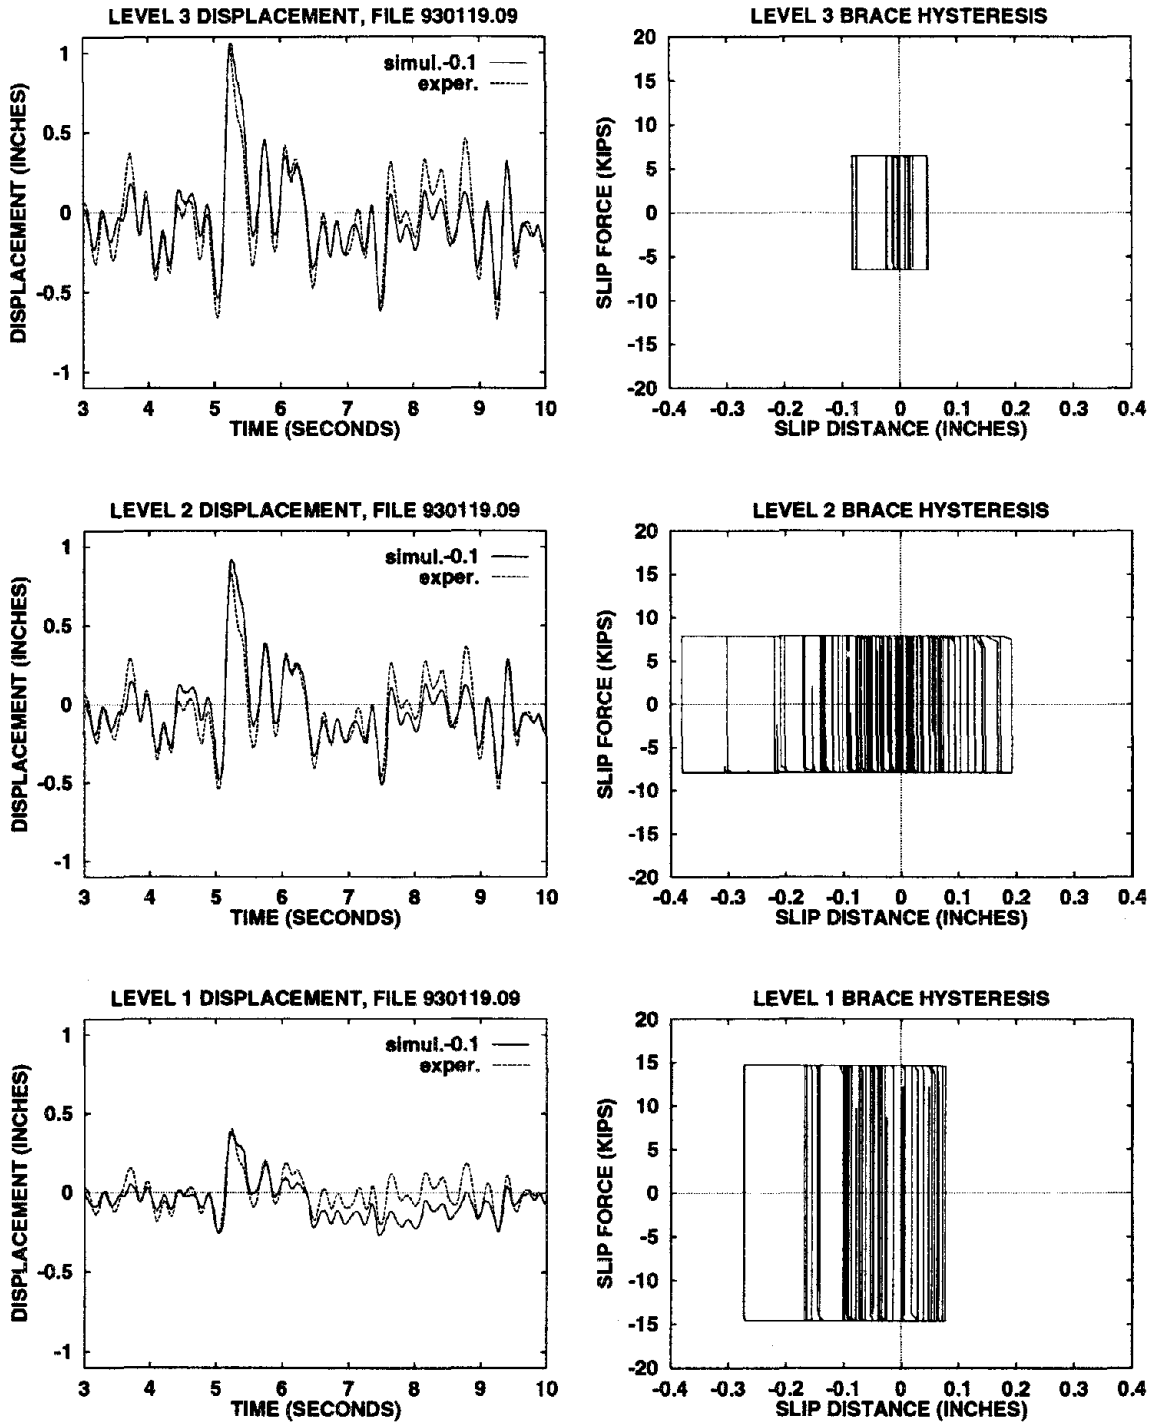 LEVEL 3 DISPLACEMENT, FILE 930119.09
DISPLACEMENT (INCHES)
1
0.5
0
-0.5
-1
simul.-0.1
exper.
3 4 5 6 7 8 9 10
TIME (SECONDS)
LEVEL 3 BRACE HYSTERESIS
SLIP FORCE (KIPS)
20
15
10
5
0
-5
-10
-15
-20
-0.4 -0.3 -0.2 -0.1 0 0.1 0.2 0.3 0.4
SLIP DISTANCE (INCHES)
LEVEL 2 DISPLACEMENT, FILE 930119.09
DISPLACEMENT (INCHES)
1
0.5
0
-0.5
-1
simul.-0.1
exper.
3 4 5 6 7 8 9 10
TIME (SECONDS)
LEVEL 2 BRACE HYSTERESIS
SLIP FORCE (KIPS)
20
15
10
5
0
-5
-10
-15
-20
-0.4 -0.3 -0.2 -0.1 0 0.1 0.2 0.3 0.4
SLIP DISTANCE (INCHES)
LEVEL 1 DISPLACEMENT, FILE 930119.09
DISPLACEMENT (INCHES)
1
0.5
0
-0.5
-1
simul.-0.1
exper.
3 4 5 6 7 8 9 10
TIME (SECONDS)
LEVEL 1 BRACE HYSTERESIS
SLIP FORCE (KIPS)
20
15
10
5
0
-5
-10
-15
-20
-0.4 -0.3 -0.2 -0.1 0 0.1 0.2 0.3 0.4
SLIP DISTANCE (INCHES)